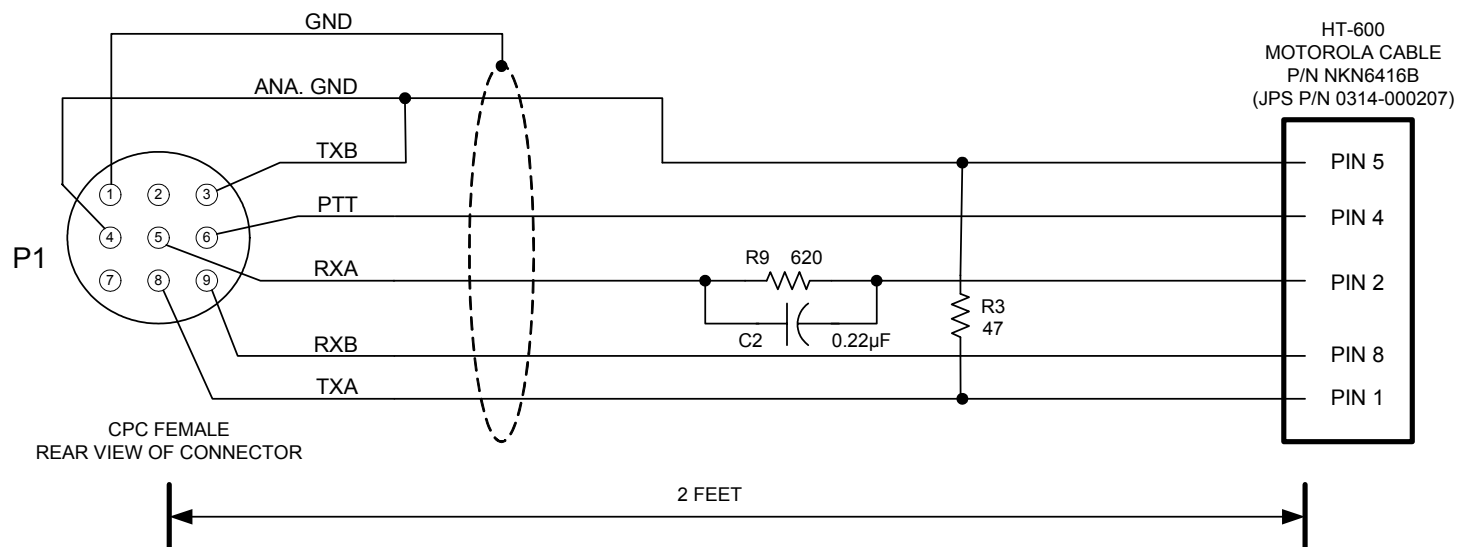 GND
HT-600
MOTOROLA CABLE
P/N NKN6416B
(JPS P/N 0314-000207)
ANA. GND
TXB
PIN 5
1
2
3
PTT
PIN 4
P1
4
5
6
R9 620
RXA
PIN 2
7
8
9
R3
47
C2 0.22µF
RXB
PIN 8
TXA
PIN 1
CPC FEMALE
REAR VIEW OF CONNECTOR
2 FEET